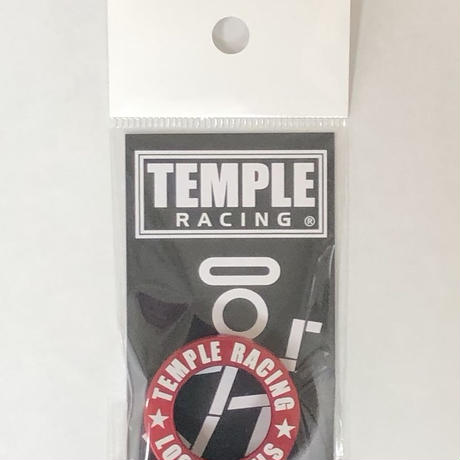 TEMPLE
RACING ®
★ TEMPLE RACING ★